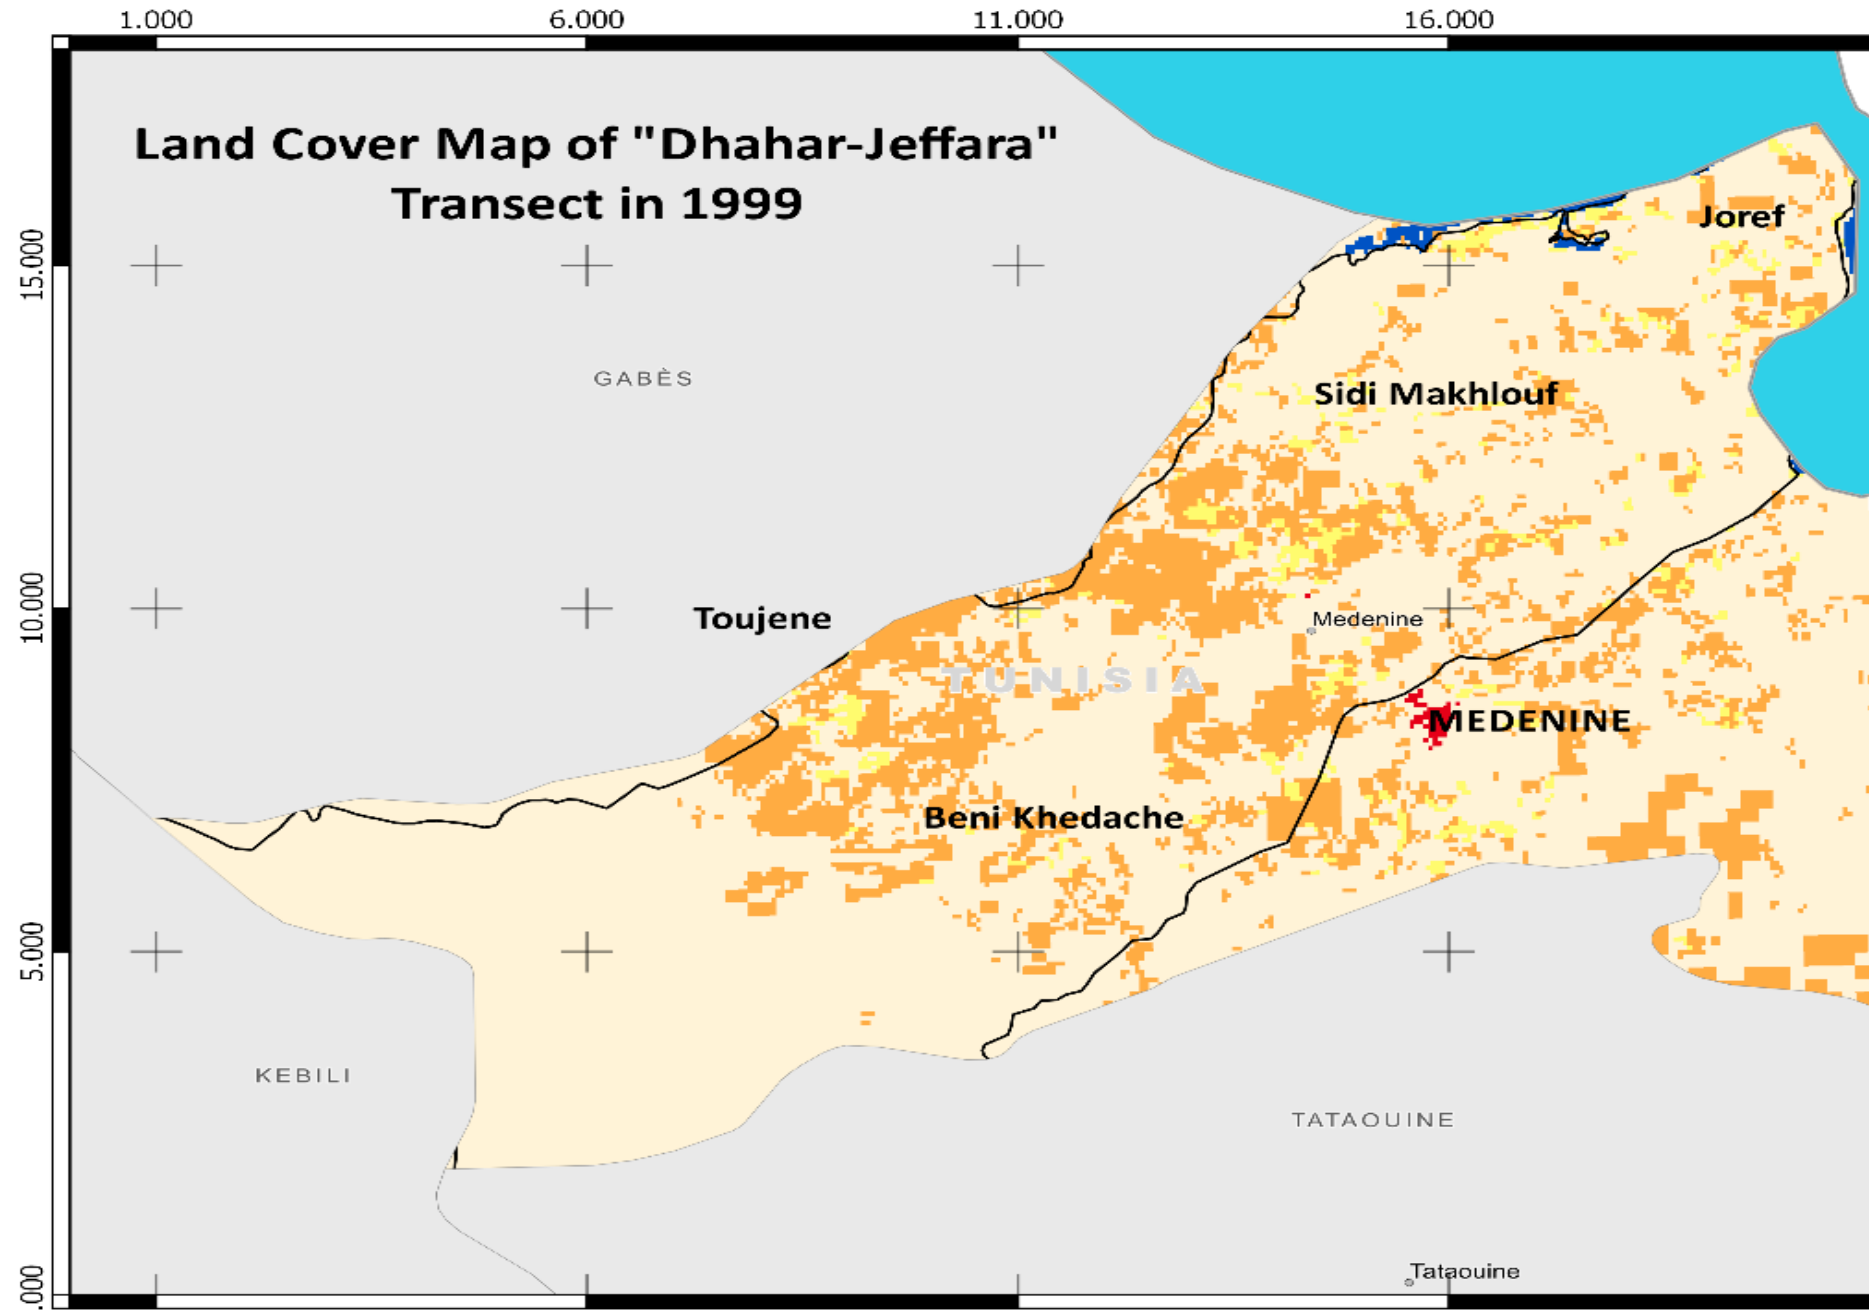 1.000 6.000 11.000 16.000
Land Cover Map of "Dhahar-Jeffara"
Transect in 1999
Joref
15.000
GABÈS
Sidi Makhlouf
10.000
Toujene
Medenine
TUNISIA
MEDENINE
Beni Khedache
5.000
KEBILI
TATAOUINE
Tataouine
.000